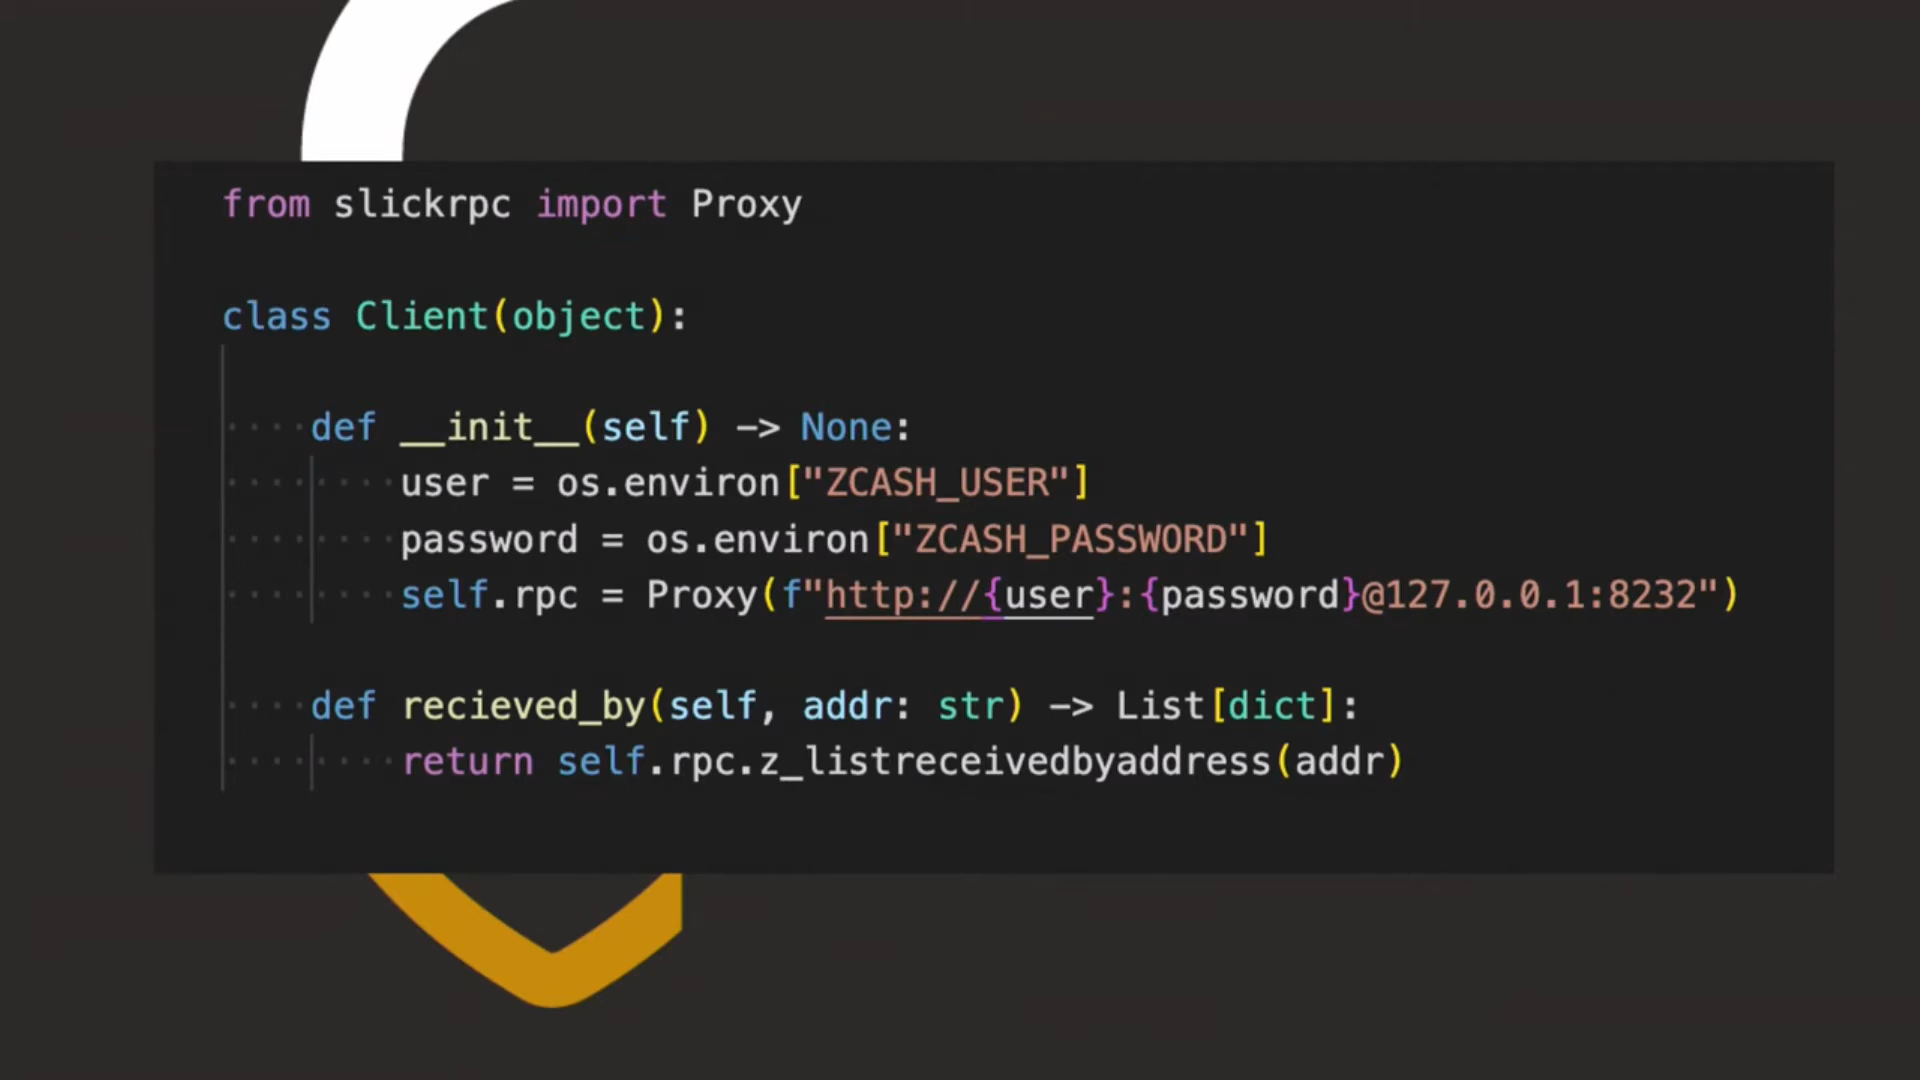 from slickrpc import Proxy
class Client(object):
def __init__(self) -> None:
user = os.environ["ZCASH_USER"]
password = os.environ["ZCASH_PASSWORD"]
self.rpc = Proxy(f"http://{user}:{password}@127.0.0.1:8232")
def recieved_by(self, addr: str) -> List[dict]:
return self.rpc.z_listreceivedbyaddress(addr)